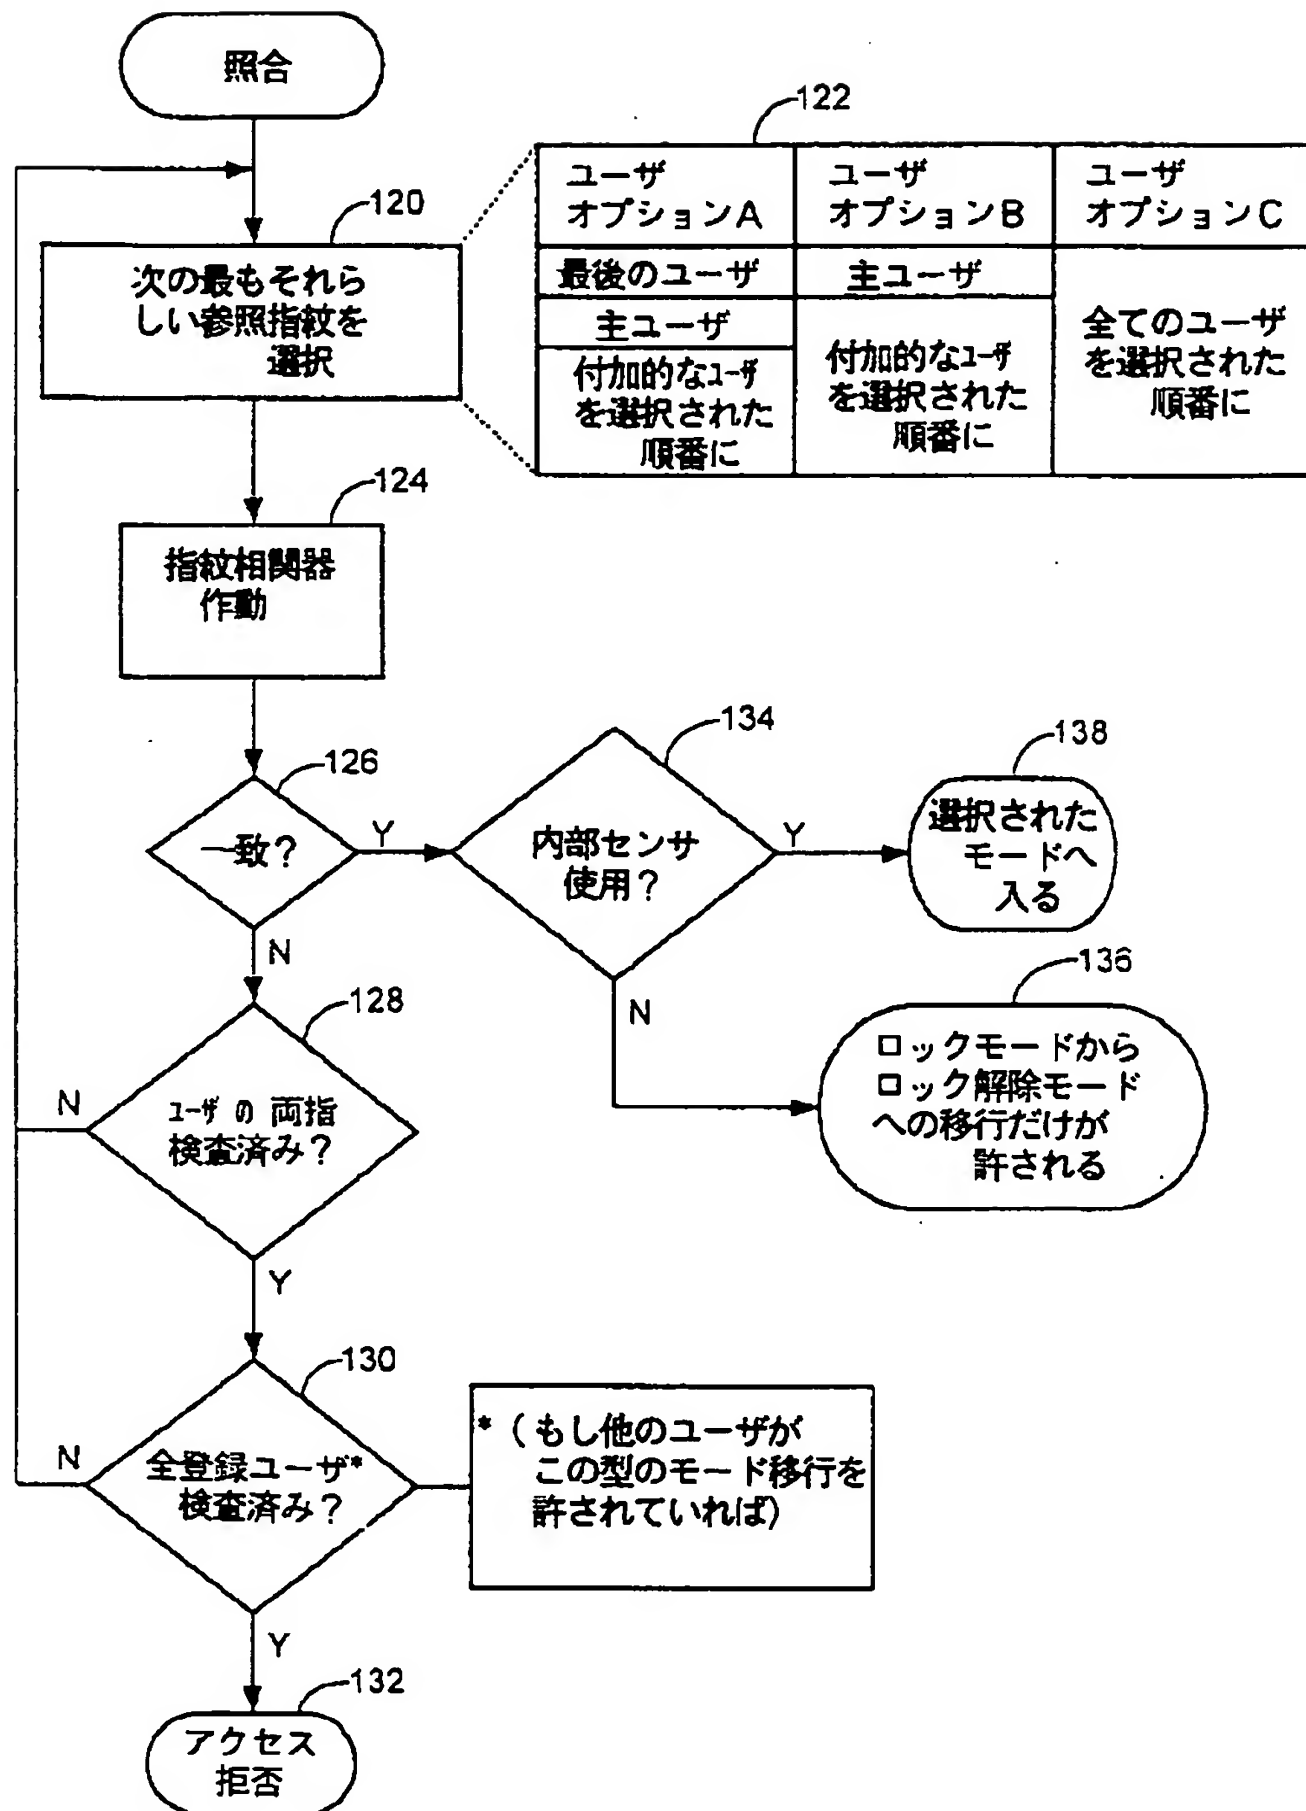 照合
122
120
ユーザ
オプションA
ユーザ
オプションB
ユーザ
オプションC
次の最もそれら
しい参照指紋を
選択
最後のユーザ
主ユーザ
付加的なユーザ
を選択された
順番に
主ユーザ
付加的なユーザ
を選択された
順番に
全てのユーザ
を選択された
順番に
124
指紋相関器
作動
126
一致?
Y
N
134
内部センサ
使用?
Y
N
138
選択された
モードへ
入る
136
ロックモードから
ロック解除モード
への移行だけが
許される
128
ユーザの両指
検査済み?
N
Y
130
全登録ユーザ*
検査済み?
N
Y
*(もし他のユーザが
この型のモード移行を
許されていれば)
132
アクセス
拒否